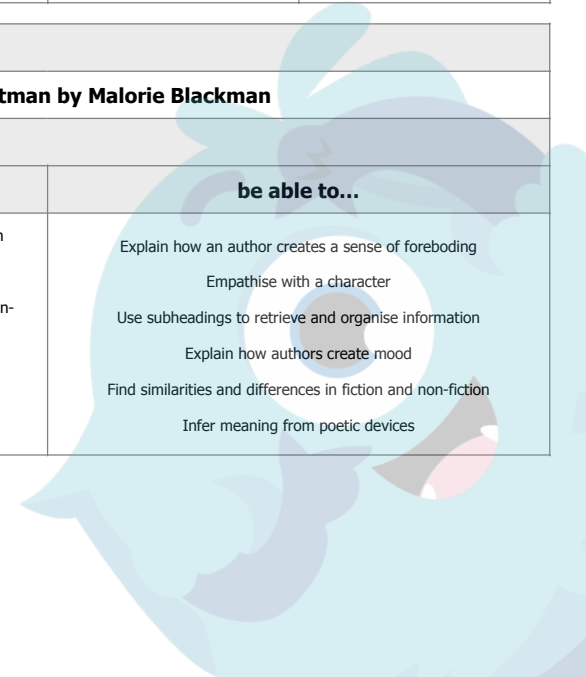 tman by Malorie Blackman
be able to...
n
Explain how an author creates a sense of foreboding
Empathise with a character
n-
Use subheadings to retrieve and organise information
Explain how authors create mood
Find similarities and differences in fiction and non-fiction
Infer meaning from poetic devices